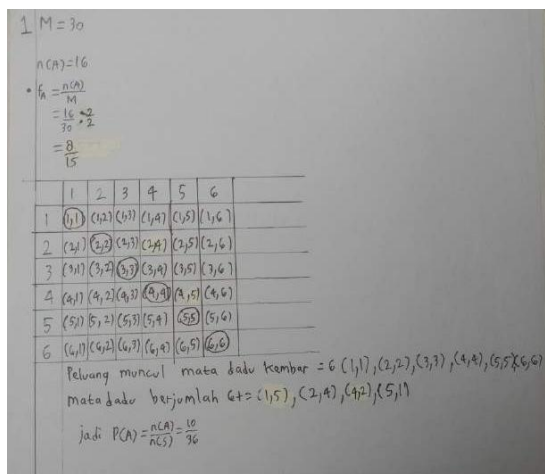 1 M = 30
n(A) = 16
• fA = n(A)/M
= 16/30 : 2/2
= 8/15
1 2 3 4 5 6
1 (1,1) (1,2) (1,3) (1,4) (1,5) (1,6)
2 (2,1) (2,2) (2,3) (2,4) (2,5) (2,6)
3 (3,1) (3,2) (3,3) (3,4) (3,5) (3,6)
4 (4,1) (4,2) (4,3) (4,4) (4,5) (4,6)
5 (5,1) (5,2) (5,3) (5,4) (5,5) (5,6)
6 (6,1) (6,2) (6,3) (6,4) (6,5) (6,6)
Peluang muncul mata dadu kembar = 6 (1,1), (2,2), (3,3), (4,4), (5,5) (6,6)
mata dadu berjumlah 6 += (1,5), (2,4), (4,2), (5,1)
jadi P(A) = n(A)/n(S) = 10/36